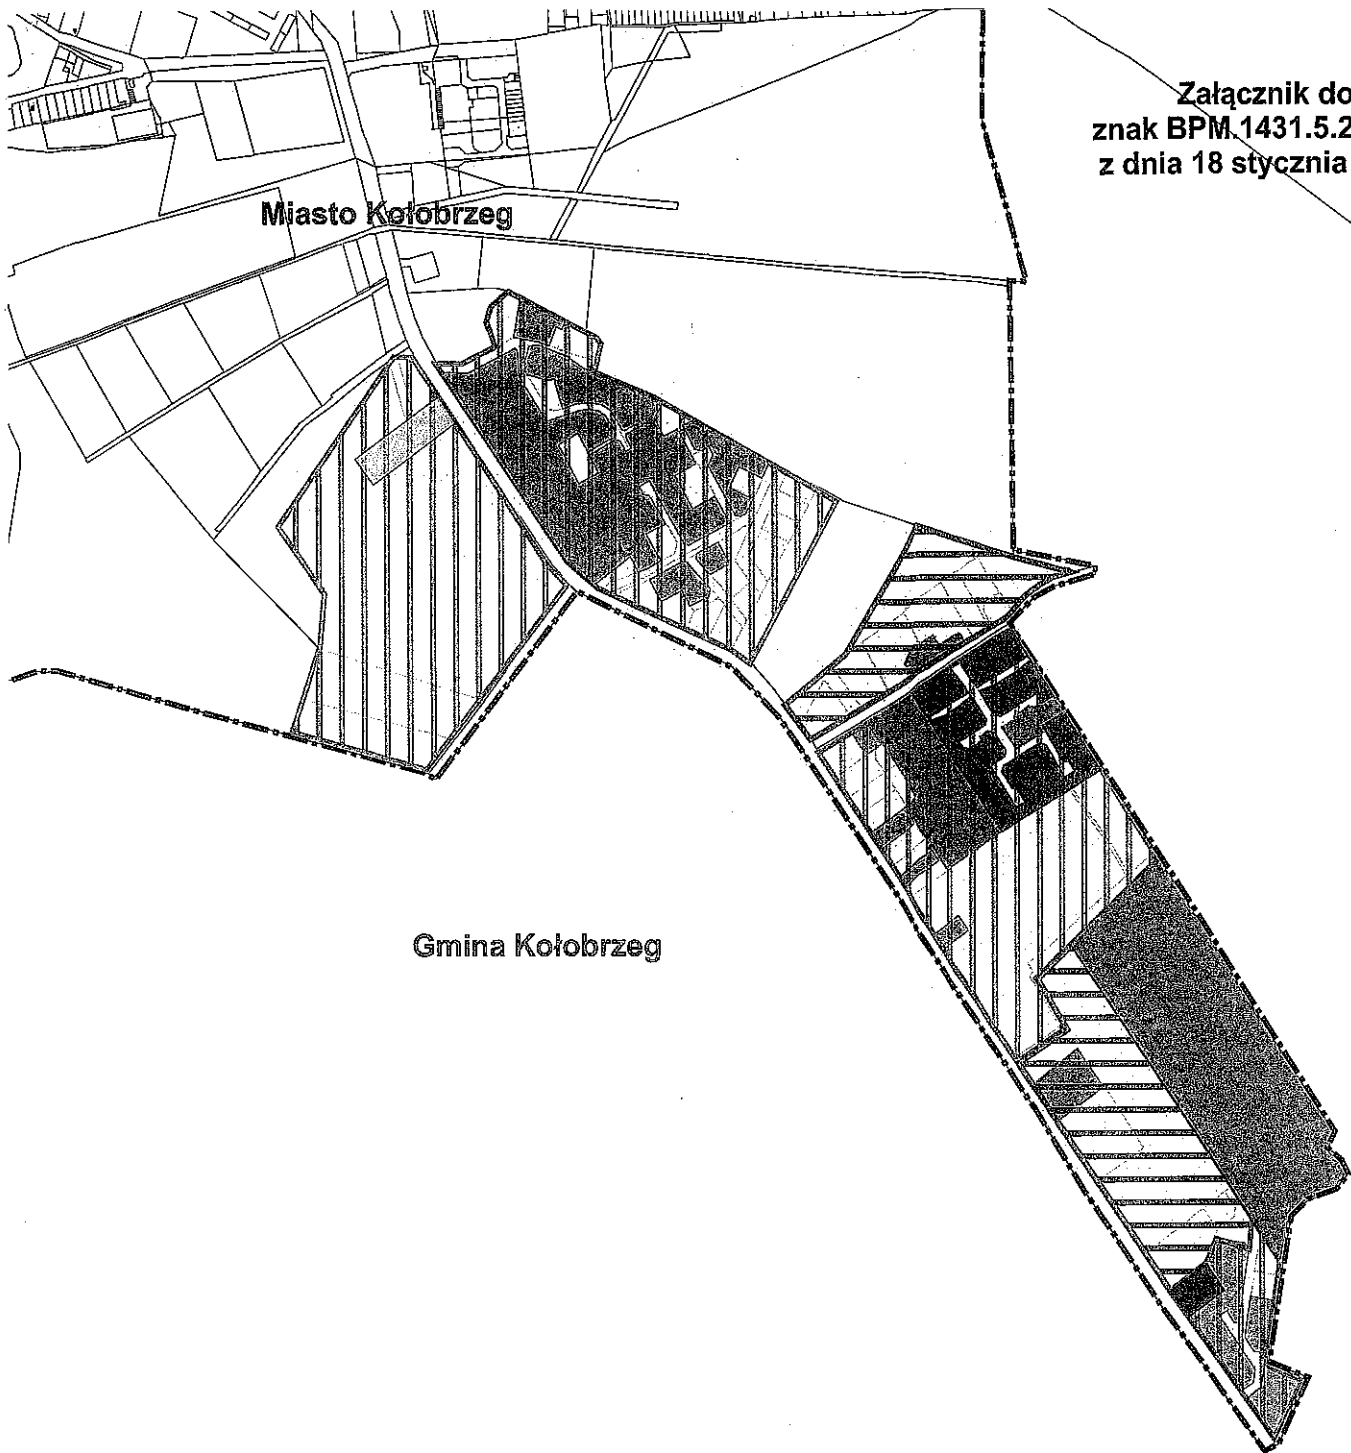 Załącznik do
znak BPM.1431.5.2
z dnia 18 stycznia
Miasto Kołobrzeg
Gmina Kołobrzeg